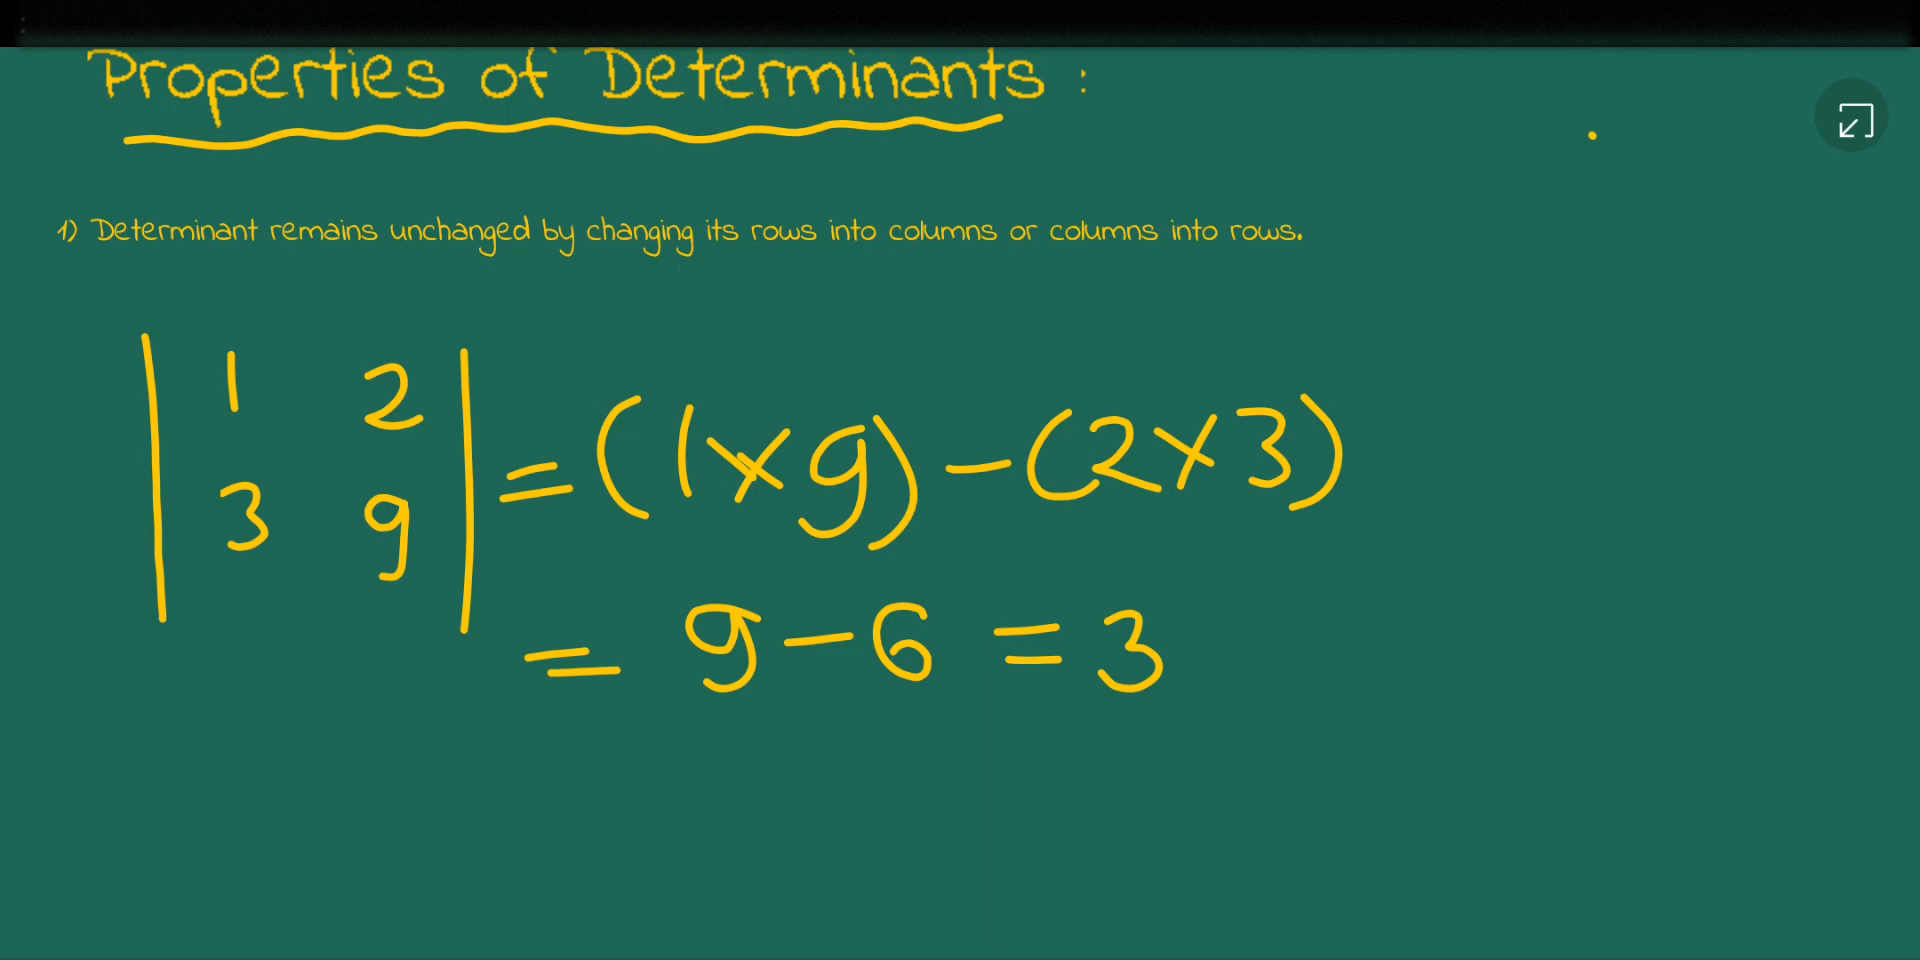 Properties of Determinants :
1) Determinant remains unchanged by changing its rows into columns or columns into rows.
| 1 2 | = (1×9) - (2×3)
| 3 9 |
= 9 - 6 = 3